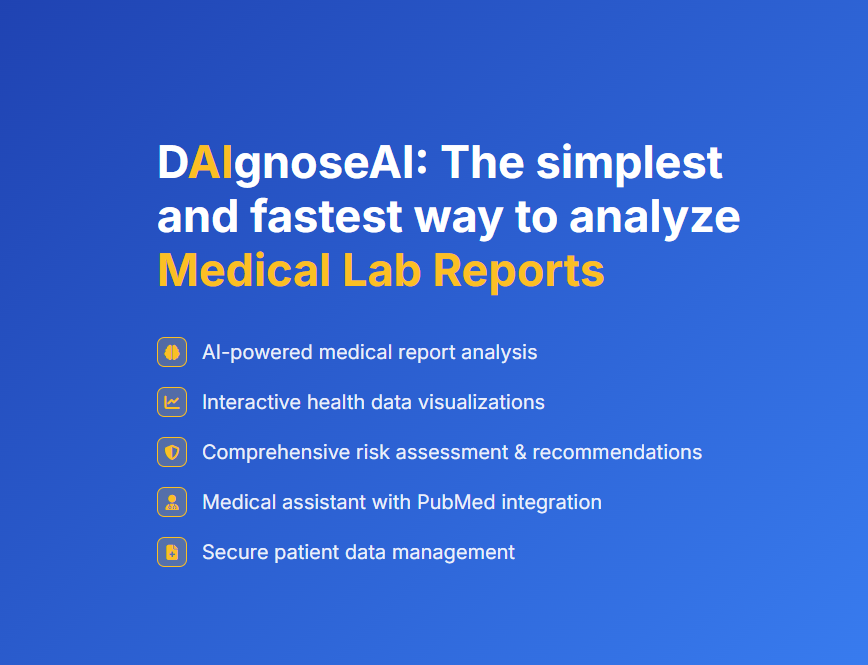 DAIgnoseAI: The simplest
and fastest way to analyze
Medical Lab Reports
AI-powered medical report analysis
Interactive health data visualizations
Comprehensive risk assessment & recommendations
Medical assistant with PubMed integration
Secure patient data management